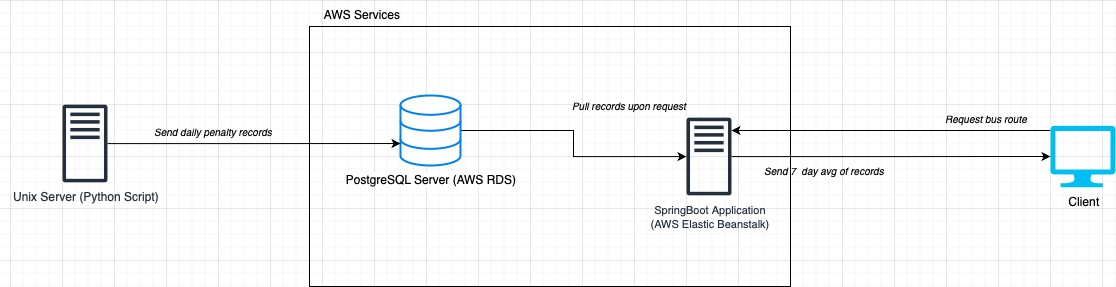 AWS Services
Pull records upon request
Request bus route
Send daily penalty records
Send 7 day avg of records
PostgreSQL Server (AWS RDS)
Unix Server (Python Script)
Client
SpringBoot Application
(AWS Elastic Beanstalk)